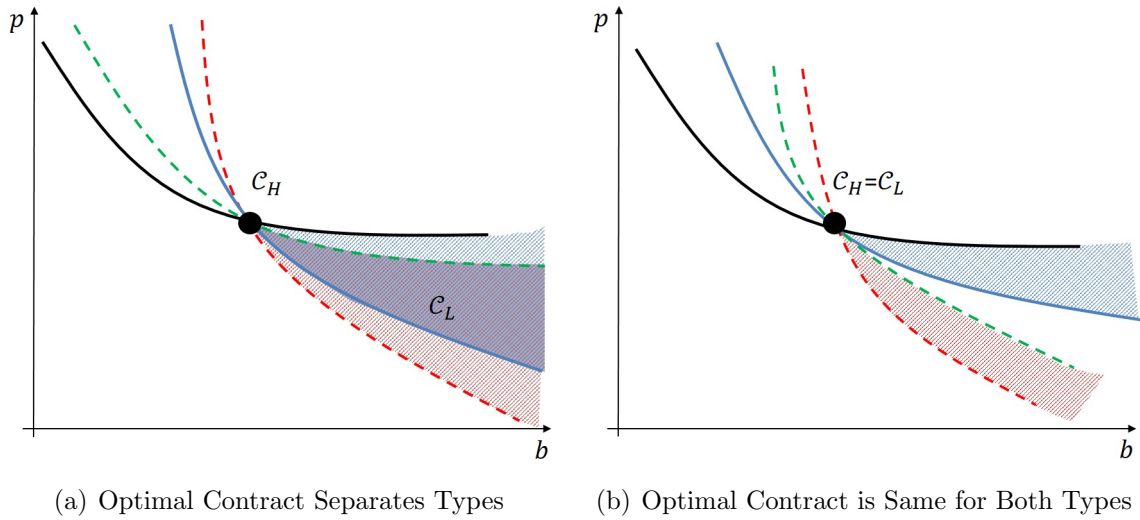 p
𝒞_H
𝒞_L
b
(a) Optimal Contract Separates Types
p
𝒞_H=𝒞_L
b
(b) Optimal Contract is Same for Both Types